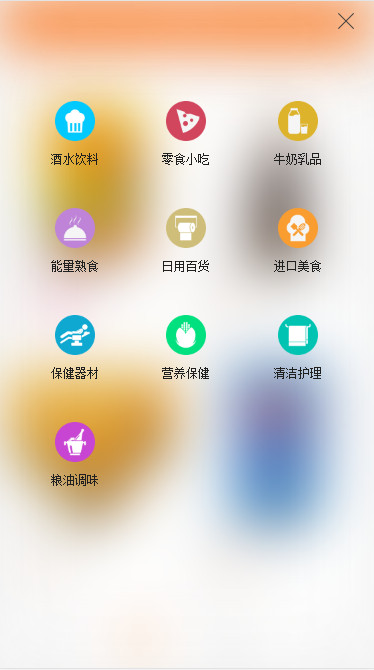 酒水饮料
零食小吃
牛奶乳品
能量熟食
日用百货
进口美食
保健器材
营养保健
清洁护理
粮油调味